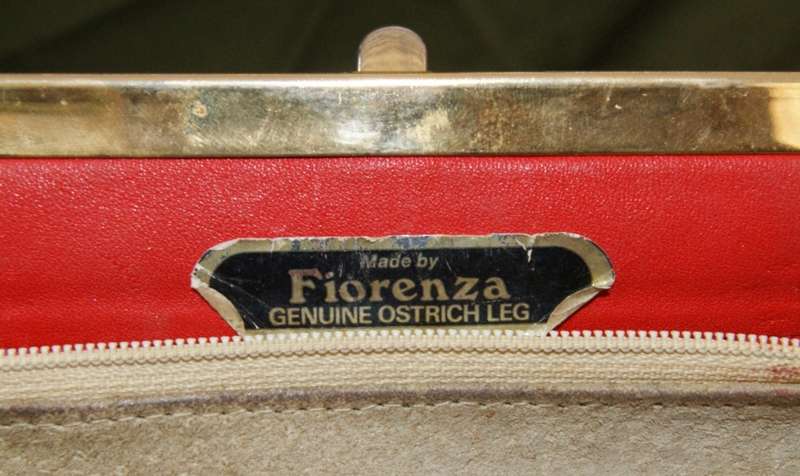 Made by
Fiorenza
GENUINE OSTRICH LEG